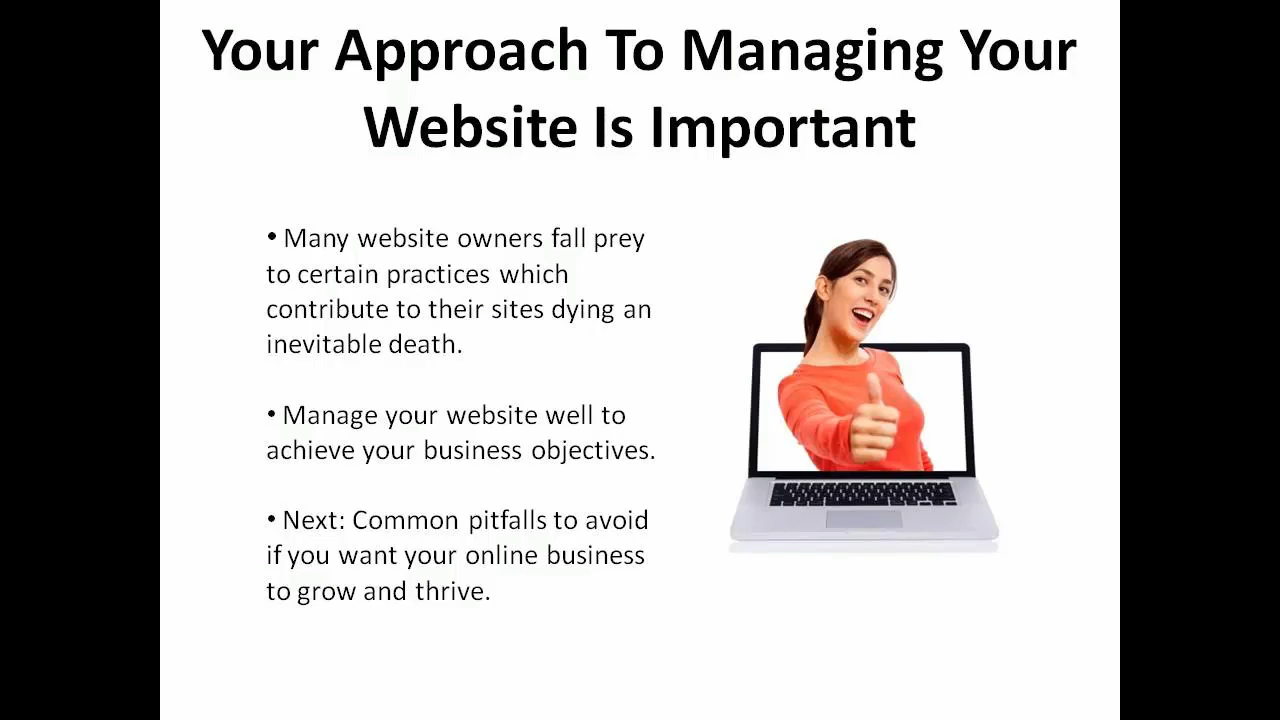 Your Approach To Managing Your
Website Is Important
• Many website owners fall prey
to certain practices which
contribute to their sites dying an
inevitable death.
• Manage your website well to
achieve your business objectives.
• Next: Common pitfalls to avoid
if you want your online business
to grow and thrive.